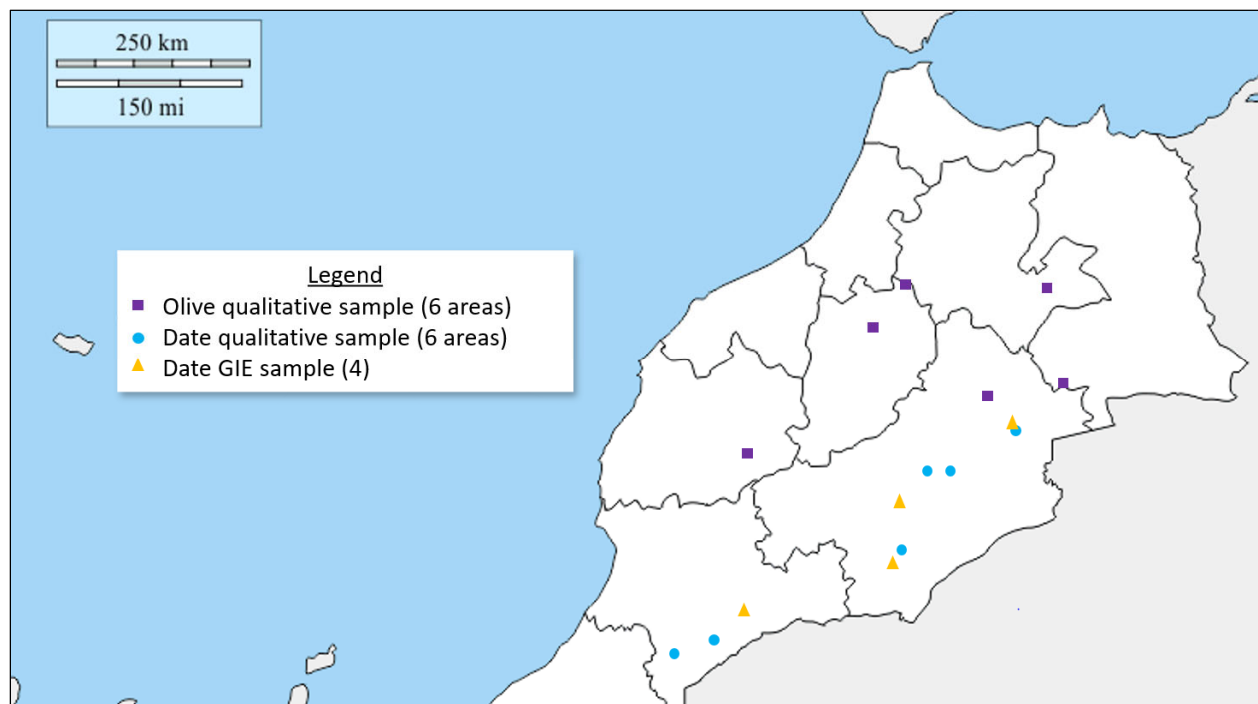 250 km
150 mi
Legend
Olive qualitative sample (6 areas)
Date qualitative sample (6 areas)
Date GIE sample (4)